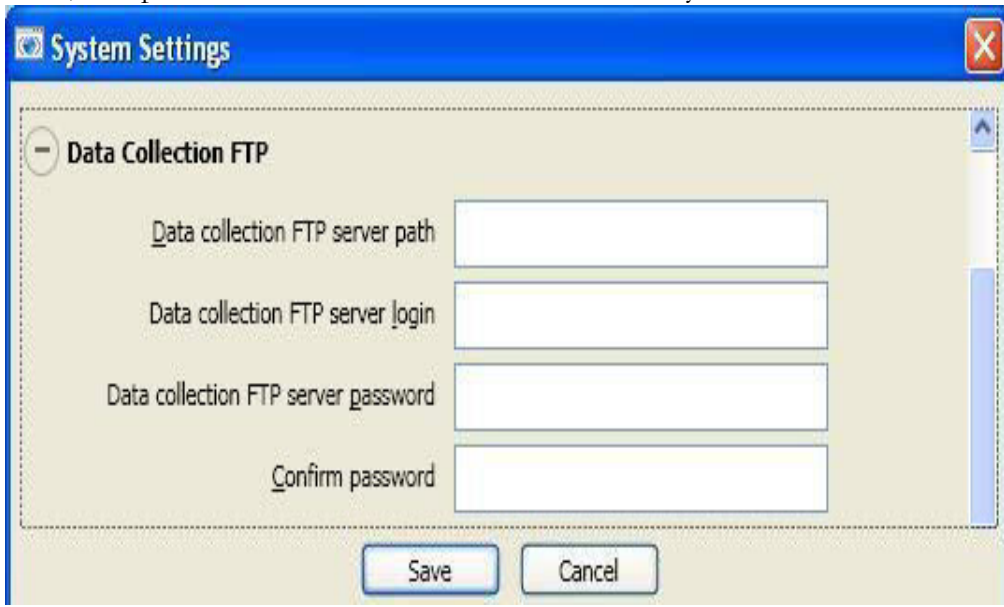 System Settings
Data Collection FTP
Data collection FTP server path
Data collection FTP server login
Data collection FTP server password
Confirm password
Save Cancel